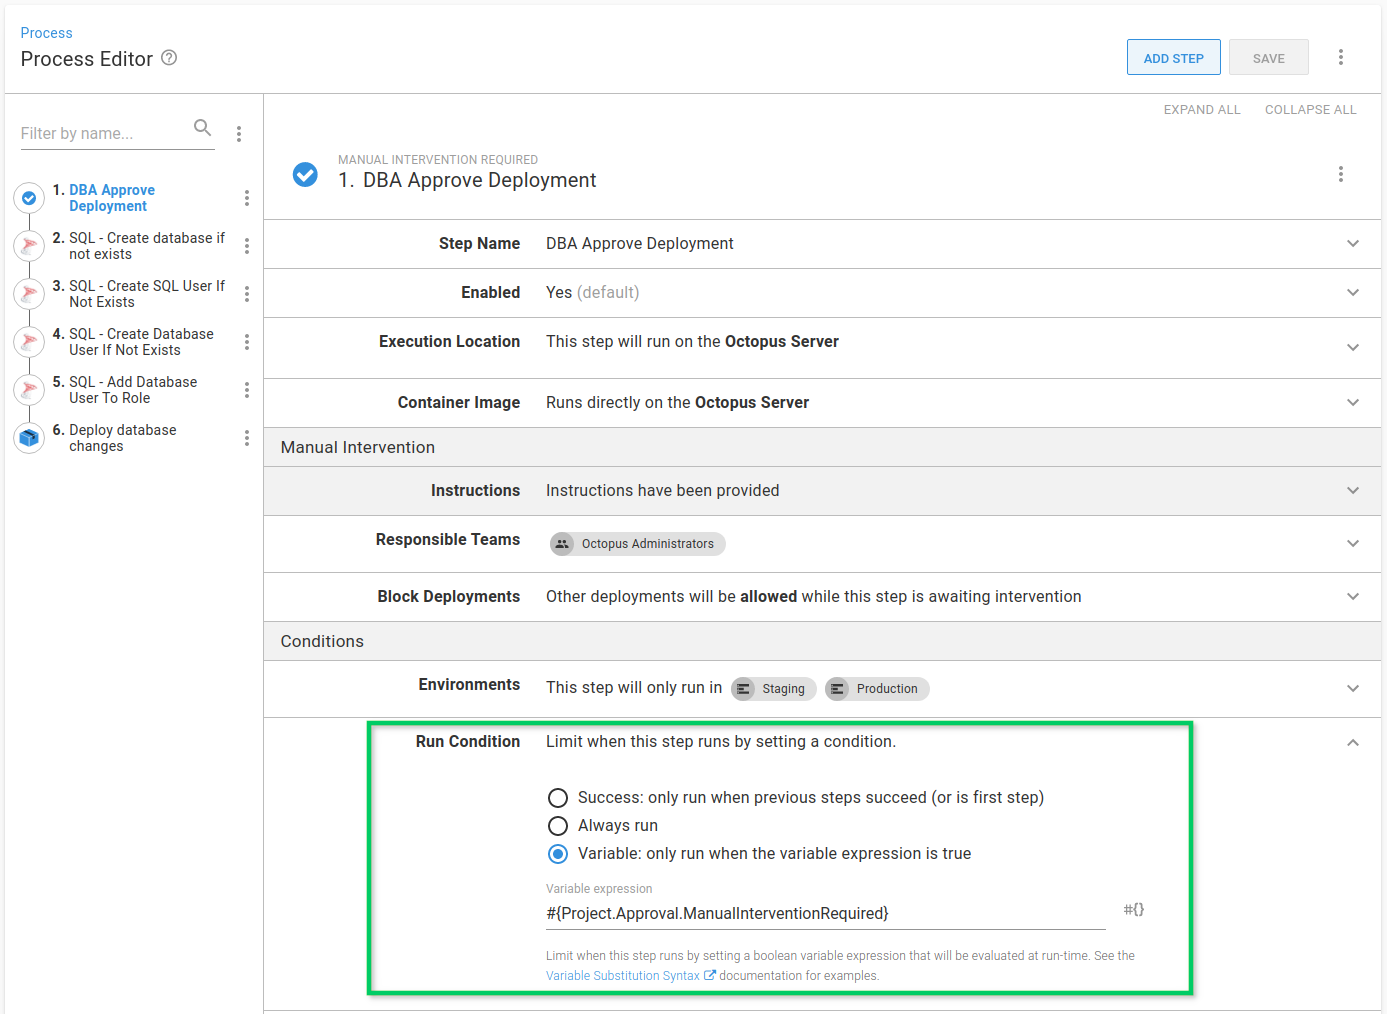 Process
Process Editor
ADD STEP
SAVE
Filter by name...
EXPAND ALL
COLLAPSE ALL
1. DBA Approve
Deployment
2. SQL - Create database if
not exists
3. SQL - Create SQL User If
Not Exists
4. SQL - Create Database
User If Not Exists
5. SQL - Add Database
User To Role
6. Deploy database
changes
MANUAL INTERVENTION REQUIRED
1. DBA Approve Deployment
Step Name DBA Approve Deployment
Enabled Yes (default)
Execution Location This step will run on the Octopus Server
Container Image Runs directly on the Octopus Server
Manual Intervention
Instructions Instructions have been provided
Responsible Teams Octopus Administrators
Block Deployments Other deployments will be allowed while this step is awaiting intervention
Conditions
Environments This step will only run in Staging Production
Run Condition Limit when this step runs by setting a condition.
Success: only run when previous steps succeed (or is first step)
Always run
Variable: only run when the variable expression is true
Variable expression
#{Project.Approval.ManualInterventionRequired}
#{}
Limit when this step runs by setting a boolean variable expression that will be evaluated at run-time. See the
Variable Substitution Syntax documentation for examples.